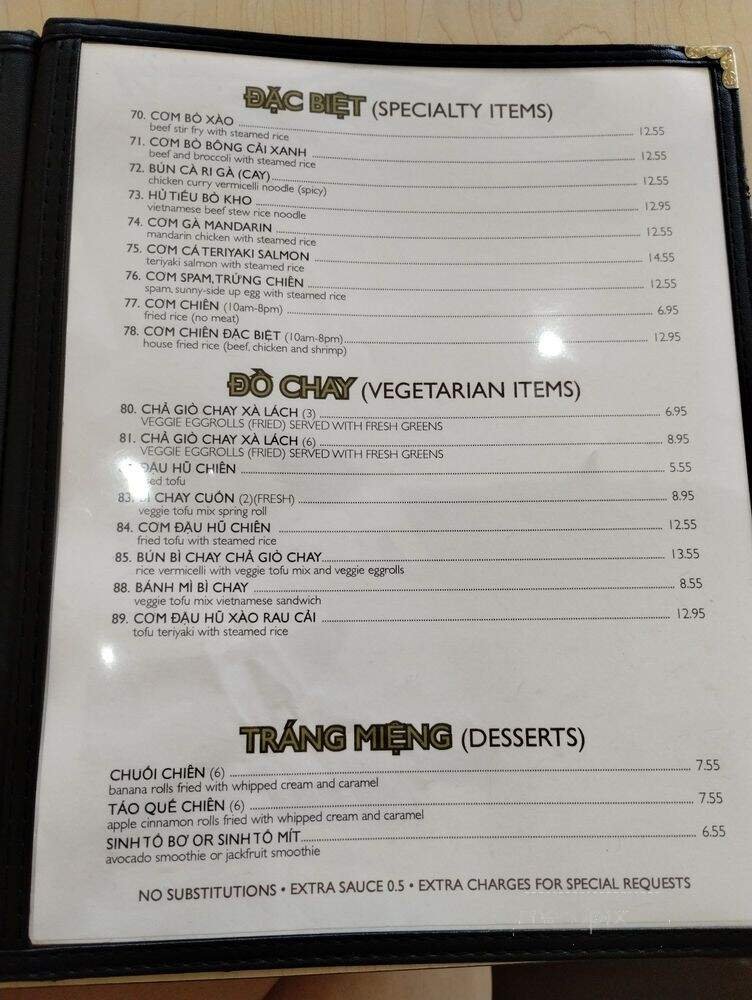 ĐẶC BIỆT (SPECIALTY ITEMS)
70. CƠM BÒ XÀO 12.55
beef stir fry with steamed rice
71. CƠM BÒ BÔNG CẢI XANH 12.55
beef and broccoli with steamed rice
72. BÚN CÀ RI GÀ (CAY) 12.55
chicken curry vermicelli noodle (spicy)
73. HỦ TIẾU BÒ KHO 12.95
vietnamese beef stew rice noodle
74. CƠM GÀ MANDARIN 12.55
mandarin chicken with steamed rice
75. CƠM CÁ TERIYAKI SALMON 14.55
teriyaki salmon with steamed rice
76. CƠM SPAM, TRỨNG CHIÊN 12.55
spam, sunny-side up egg with steamed rice
77. CƠM CHIÊN (10am-8pm) 6.95
fried rice (no meat)
78. CƠM CHIÊN ĐẶC BIỆT (10am-8pm) 12.95
house fried rice (beef, chicken and shrimp)
ĐỒ CHAY (VEGETARIAN ITEMS)
80. CHẢ GIÒ CHAY XÀ LÁCH (3) 6.95
VEGGIE EGGROLLS (FRIED) SERVED WITH FRESH GREENS
81. CHẢ GIÒ CHAY XÀ LÁCH (6) 8.95
VEGGIE EGGROLLS (FRIED) SERVED WITH FRESH GREENS
ĐẬU HŨ CHIÊN 5.55
tofu
83. BÌ CHAY CUỐN (2)(FRESH) 8.95
veggie tofu mix spring roll
84. CƠM ĐẬU HŨ CHIÊN 12.55
fried tofu with steamed rice
85. BÚN BÌ CHAY CHẢ GIÒ CHAY 13.55
rice vermicelli with veggie tofu mix and veggie eggrolls
88. BÁNH MÌ BÌ CHAY 8.55
veggie tofu mix vietnamese sandwich
89. CƠM ĐẬU HŨ XÀO RAU CẢI 12.95
tofu teriyaki with steamed rice
TRÁNG MIỆNG (DESSERTS)
CHUỐI CHIÊN (6) 7.55
banana rolls fried with whipped cream and caramel
TÁO QUẾ CHIÊN (6) 7.55
apple cinnamon rolls fried with whipped cream and caramel
SINH TỐ BƠ OR SINH TỐ MÍT 6.55
avocado smoothie or jackfruit smoothie
NO SUBSTITUTIONS • EXTRA SAUCE 0.5 • EXTRA CHARGES FOR SPECIAL REQUESTS